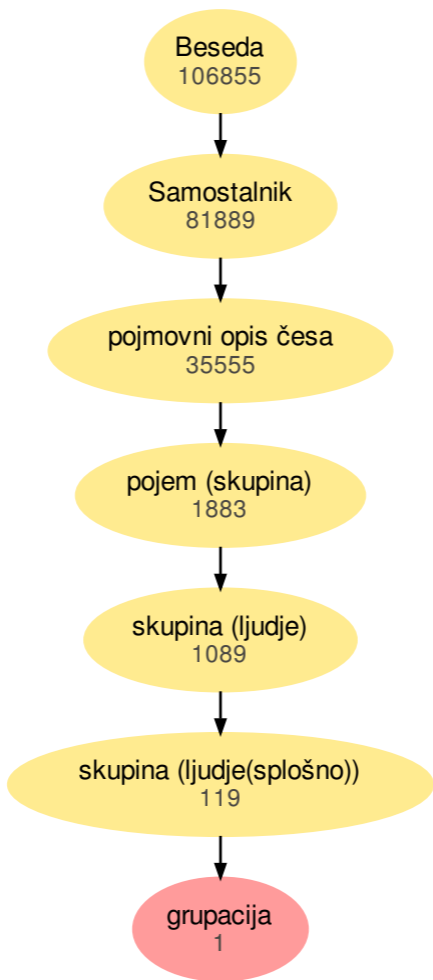 Beseda
106855
Samostalnik
81889
pojmovni opis česa
35555
pojem (skupina)
1883
skupina (ljudje)
1089
skupina (ljudje(splošno))
119
grupacija
1